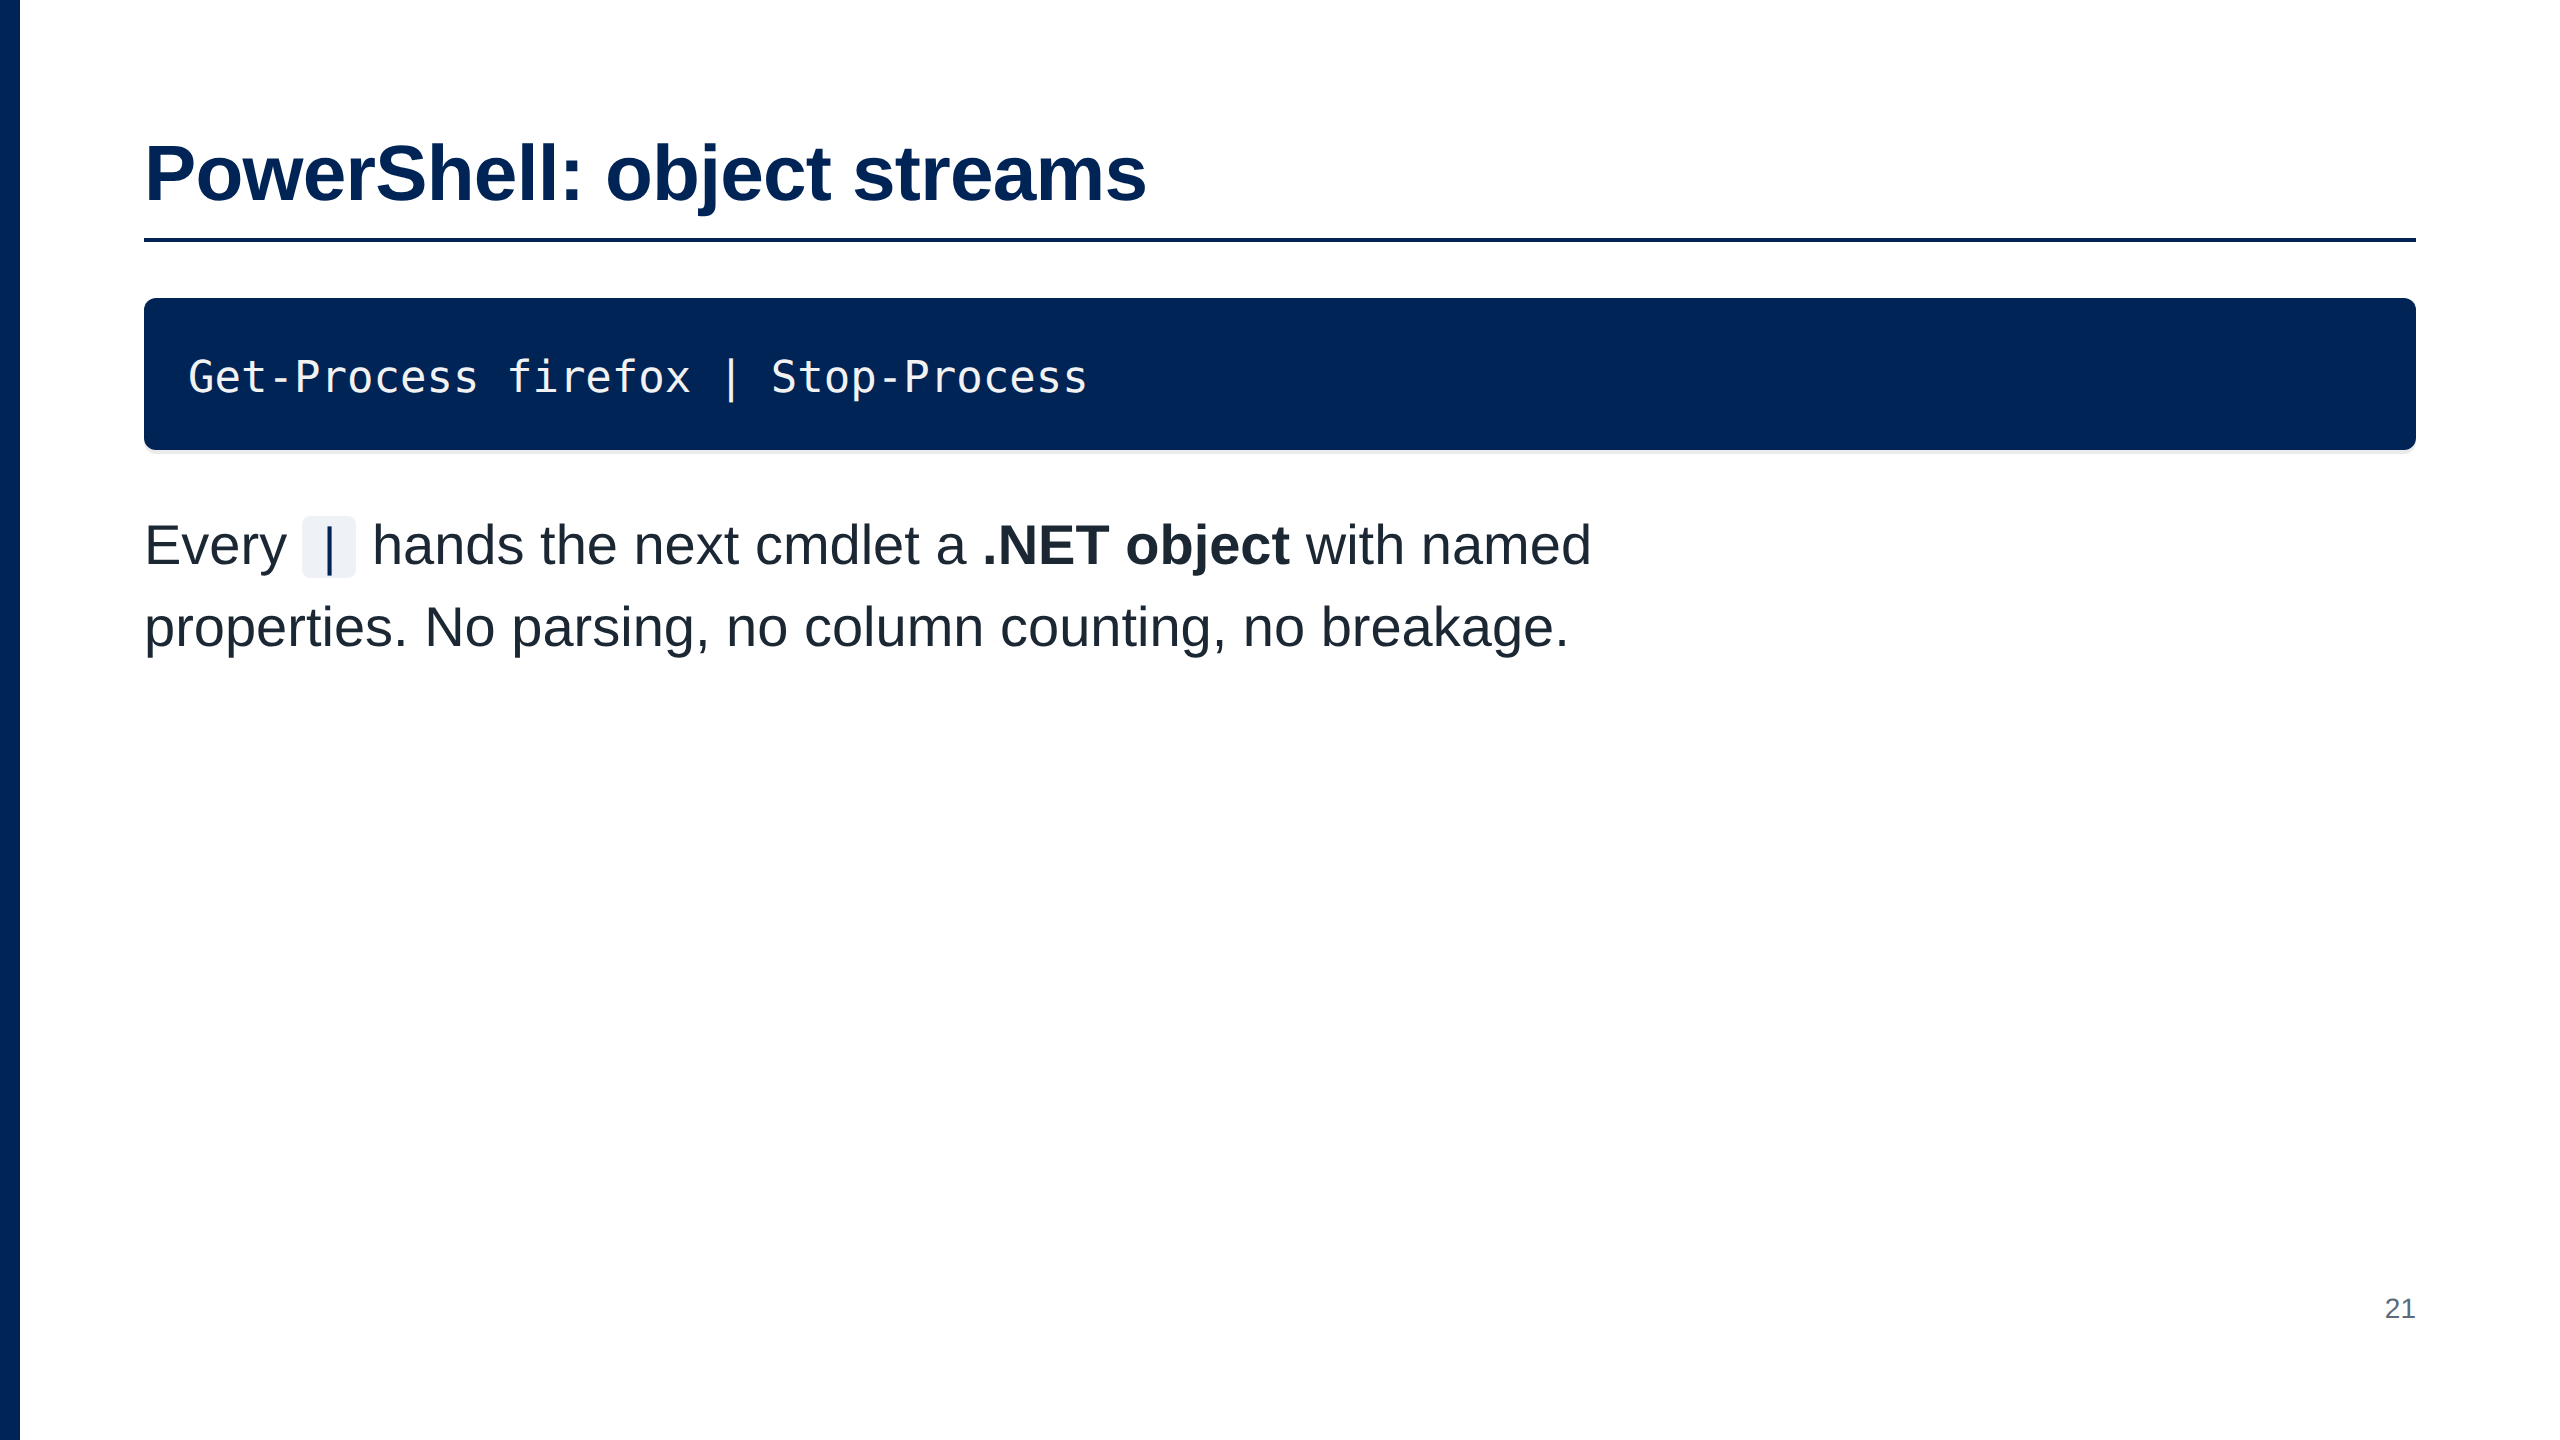 PowerShell: object streams
Get-Process firefox | Stop-Process
Every | hands the next cmdlet a .NET object with named
properties. No parsing, no column counting, no breakage.
21